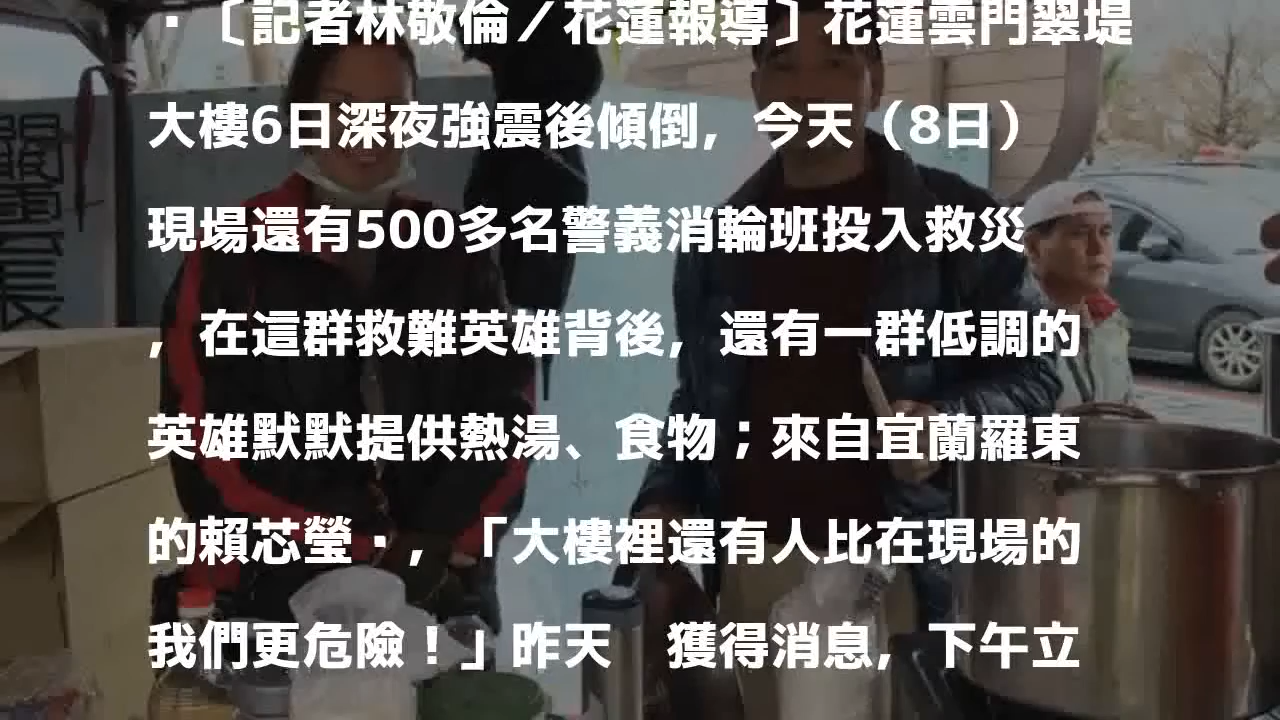 ·〔記者林敬倫／花蓮報導〕花蓮雲門翠堤
大樓6日深夜強震後傾倒，今天（8日）
現場還有500多名警義消輪班投入救災
，在這群救難英雄背後，還有一群低調的
英雄默默提供熱湯、食物；來自宜蘭羅東
的賴芯瑩·，「大樓裡還有人比在現場的
我們更危險！」昨天　獲得消息，下午立